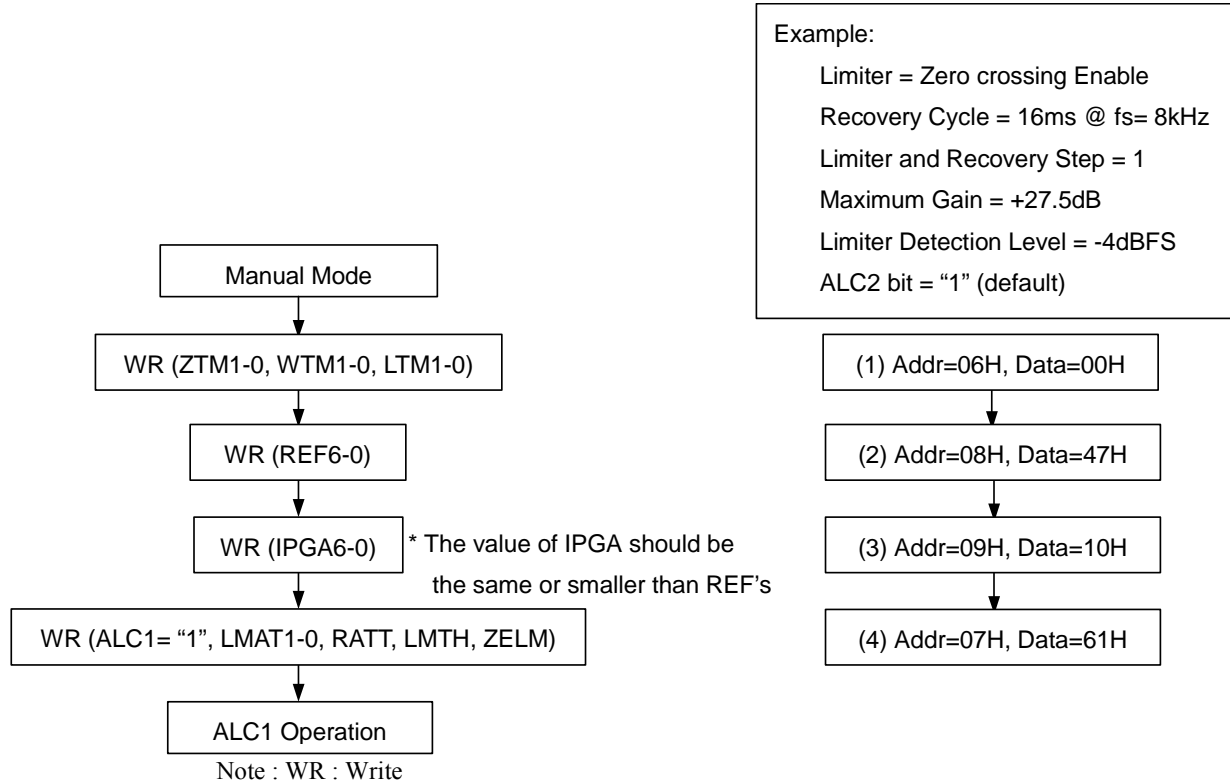 Example:
Limiter = Zero crossing Enable
Recovery Cycle = 16ms @ fs= 8kHz
Limiter and Recovery Step = 1
Maximum Gain = +27.5dB
Limiter Detection Level = -4dBFS
ALC2 bit = “1” (default)
Manual Mode
WR (ZTM1-0, WTM1-0, LTM1-0)
WR (REF6-0)
WR (IPGA6-0)
* The value of IPGA should be
the same or smaller than REF’s
WR (ALC1= “1”, LMAT1-0, RATT, LMTH, ZELM)
ALC1 Operation
Note : WR : Write
(1) Addr=06H, Data=00H
(2) Addr=08H, Data=47H
(3) Addr=09H, Data=10H
(4) Addr=07H, Data=61H